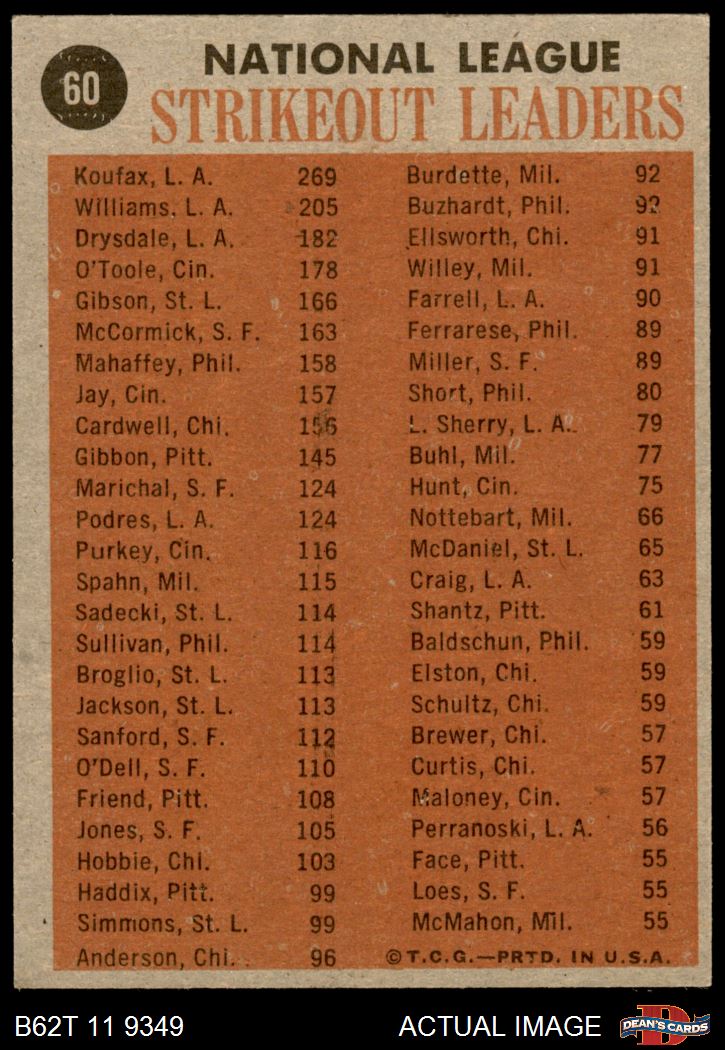 60
NATIONAL LEAGUE
STRIKEOUT LEADERS
Koufax, L. A. 269
Williams, L. A. 205
Drysdale, L. A. 182
O'Toole, Cin. 178
Gibson, St. L. 166
McCormick, S. F. 163
Mahaffey, Phil. 158
Jay, Cin. 157
Cardwell, Chi. 156
Gibbon, Pitt. 145
Marichal, S. F. 124
Podres, L. A. 124
Purkey, Cin. 116
Spahn, Mil. 115
Sadecki, St. L. 114
Sullivan, Phil. 114
Broglio, St. L. 113
Jackson, St. L. 113
Sanford, S. F. 112
O'Dell, S. F. 110
Friend, Pitt. 108
Jones, S. F. 105
Hobbie, Chi. 103
Haddix, Pitt. 99
Simmons, St. L. 99
Anderson, Chi. 96
Burdette, Mil. 92
Buzhardt, Phil. 92
Ellsworth, Chi. 91
Willey, Mil. 91
Farrell, L. A. 90
Ferrarese, Phil. 89
Miller, S. F. 89
Short, Phil. 80
L. Sherry, L. A. 79
Buhl, Mil. 77
Hunt, Cin. 75
Nottebart, Mil. 66
McDaniel, St. L. 65
Craig, L. A. 63
Shantz, Pitt. 61
Baldschun, Phil. 59
Elston, Chi. 59
Schultz, Chi. 59
Brewer, Chi. 57
Curtis, Chi. 57
Maloney, Cin. 57
Perranoski, L. A. 56
Face, Pitt. 55
Loes, S. F. 55
McMahon, Mil. 55
©T.C.G.—PRTD. IN U.S.A.
B62T 11 9349
ACTUAL IMAGE
D
DEAN'S CARDS